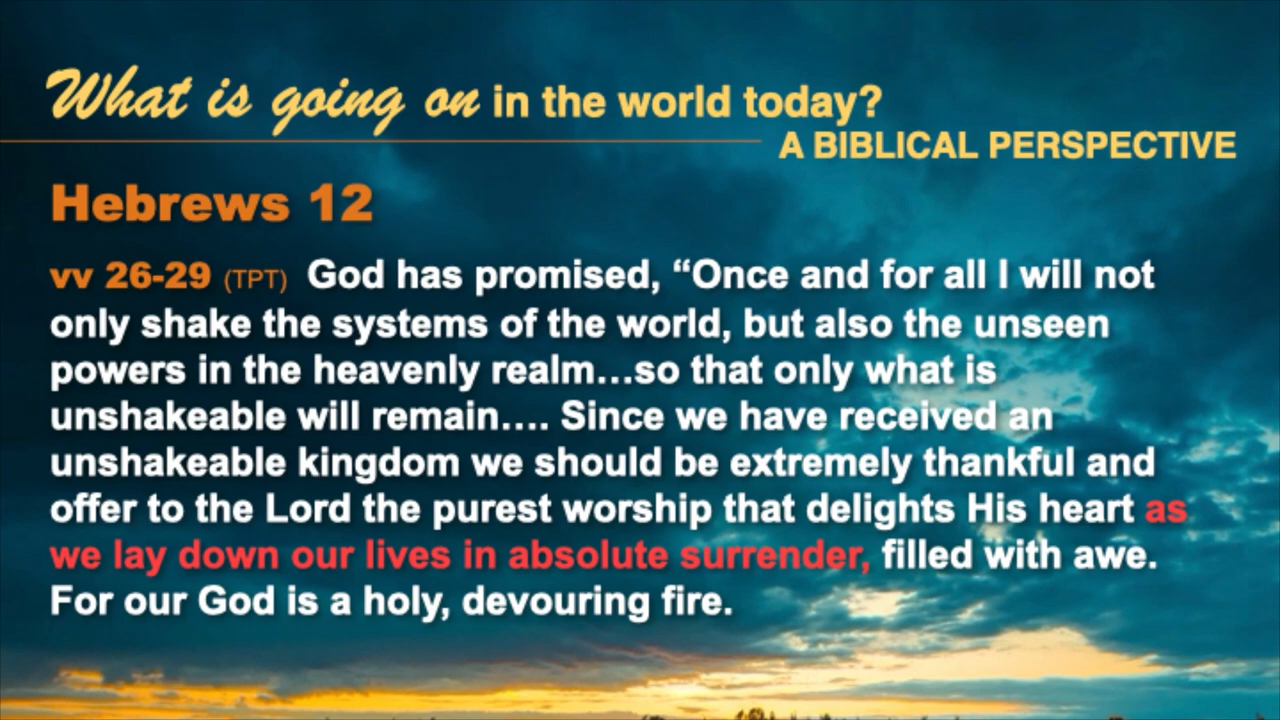 What is going on in the world today?
A BIBLICAL PERSPECTIVE
Hebrews 12
vv 26-29 (TPT) God has promised, “Once and for all I will not
only shake the systems of the world, but also the unseen
powers in the heavenly realm…so that only what is
unshakeable will remain…. Since we have received an
unshakeable kingdom we should be extremely thankful and
offer to the Lord the purest worship that delights His heart as
we lay down our lives in absolute surrender, filled with awe.
For our God is a holy, devouring fire.